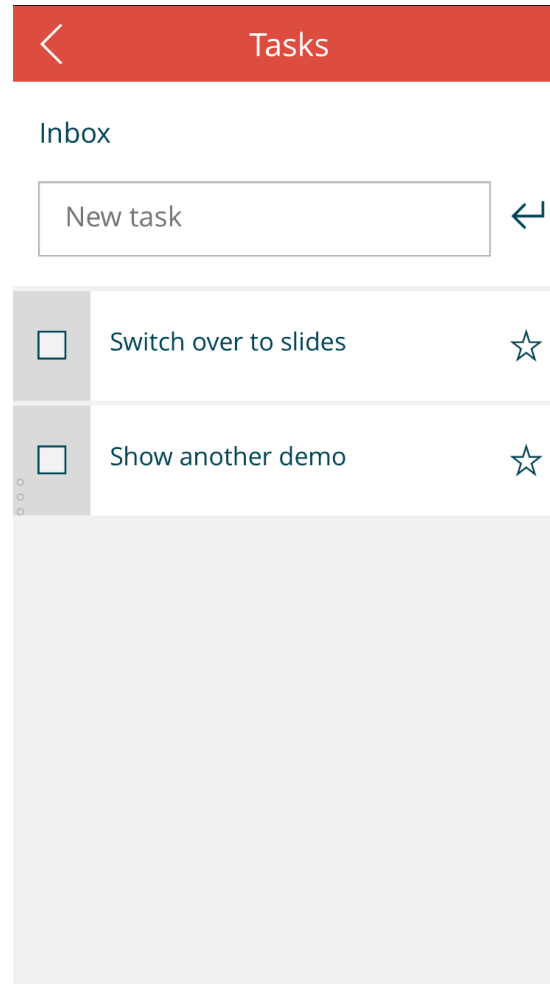 Tasks
Inbox
New task
Switch over to slides
Show another demo